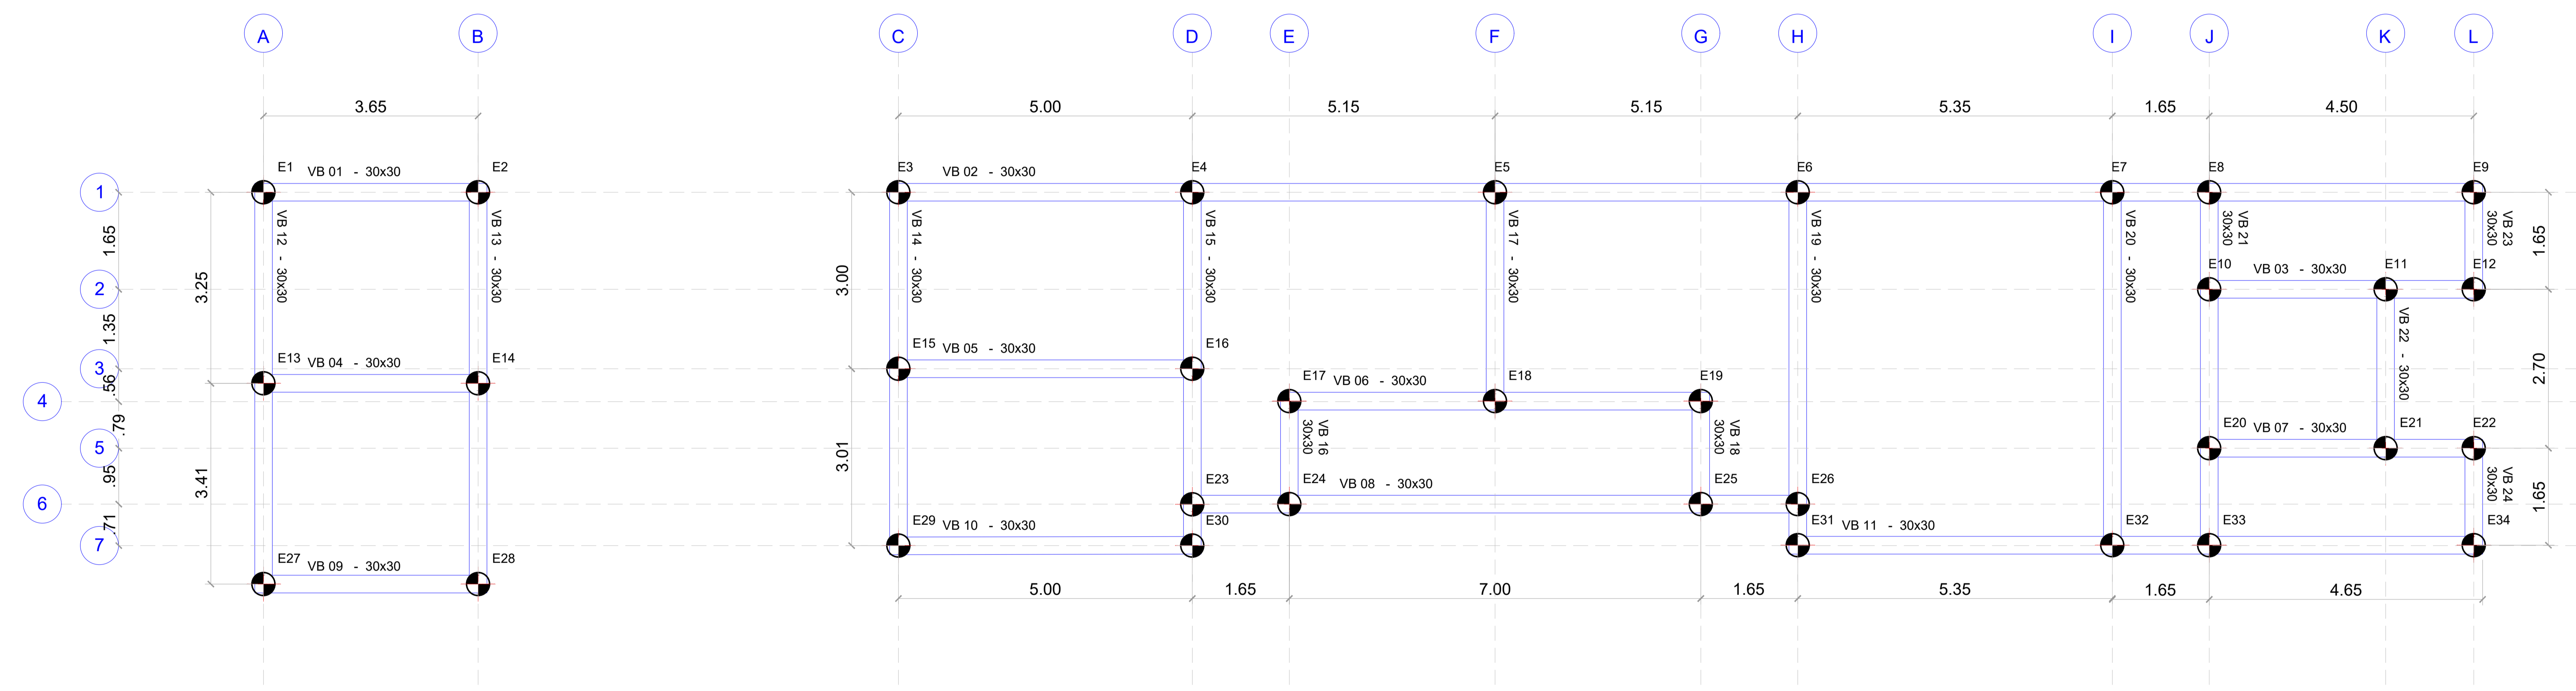 A B C D E F G H I J K L
3.65 5.00 5.15 5.15 5.35 1.65 4.50
E1 VB 01 - 30x30 E2 E3 VB 02 - 30x30 E4 E5 E6 E7 E8 E9
1
VB 12 - 30x30
VB 13 - 30x30
VB 14 - 30x30
VB 15 - 30x30
VB 17 - 30x30
VB 19 - 30x30
VB 20 - 30x30
VB 21
30x30
VB 23
30x30
1.65
3.25
3.00
1.65
E10 VB 03 - 30x30 E11 E12
2
1.35
VB 22 - 30x30
2.70
E13 VB 04 - 30x30 E14 E15 VB 05 - 30x30 E16
3
.56
E17 VB 06 - 30x30 E18 E19
4
.79
VB 16
30x30
VB 18
30x30
E20 VB 07 - 30x30 E21 E22
5
.95
3.41
3.01
VB 24
30x30
1.65
E23 E24 VB 08 - 30x30 E25 E26
6
.71
E29 VB 10 - 30x30 E30 E31 VB 11 - 30x30 E32 E33 E34
7
E27 VB 09 - 30x30 E28
5.00 1.65 7.00 1.65 5.35 1.65 4.65